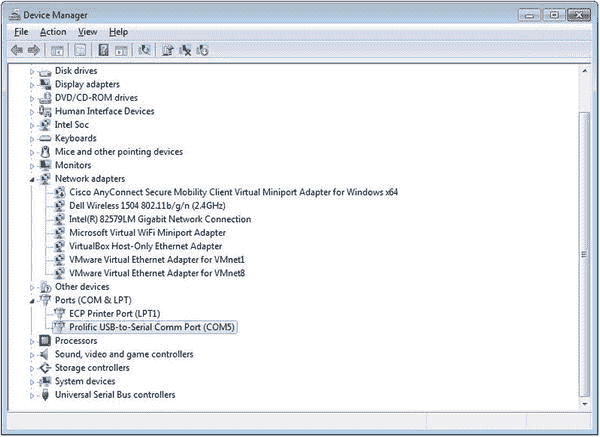 Device Manager
File Action View Help
Disk drives
Display adapters
DVD/CD-ROM drives
Human Interface Devices
Intel Soc
Keyboards
Mice and other pointing devices
Monitors
Network adapters
Cisco AnyConnect Secure Mobility Client Virtual Miniport Adapter for Windows x64
Dell Wireless 1504 802.11b/g/n (2.4GHz)
Intel(R) 82579LM Gigabit Network Connection
Microsoft Virtual WiFi Miniport Adapter
VirtualBox Host-Only Ethernet Adapter
VMware Virtual Ethernet Adapter for VMnet1
VMware Virtual Ethernet Adapter for VMnet8
Other devices
Ports (COM & LPT)
ECP Printer Port (LPT1)
Prolific USB-to-Serial Comm Port (COM5)
Processors
Sound, video and game controllers
Storage controllers
System devices
Universal Serial Bus controllers